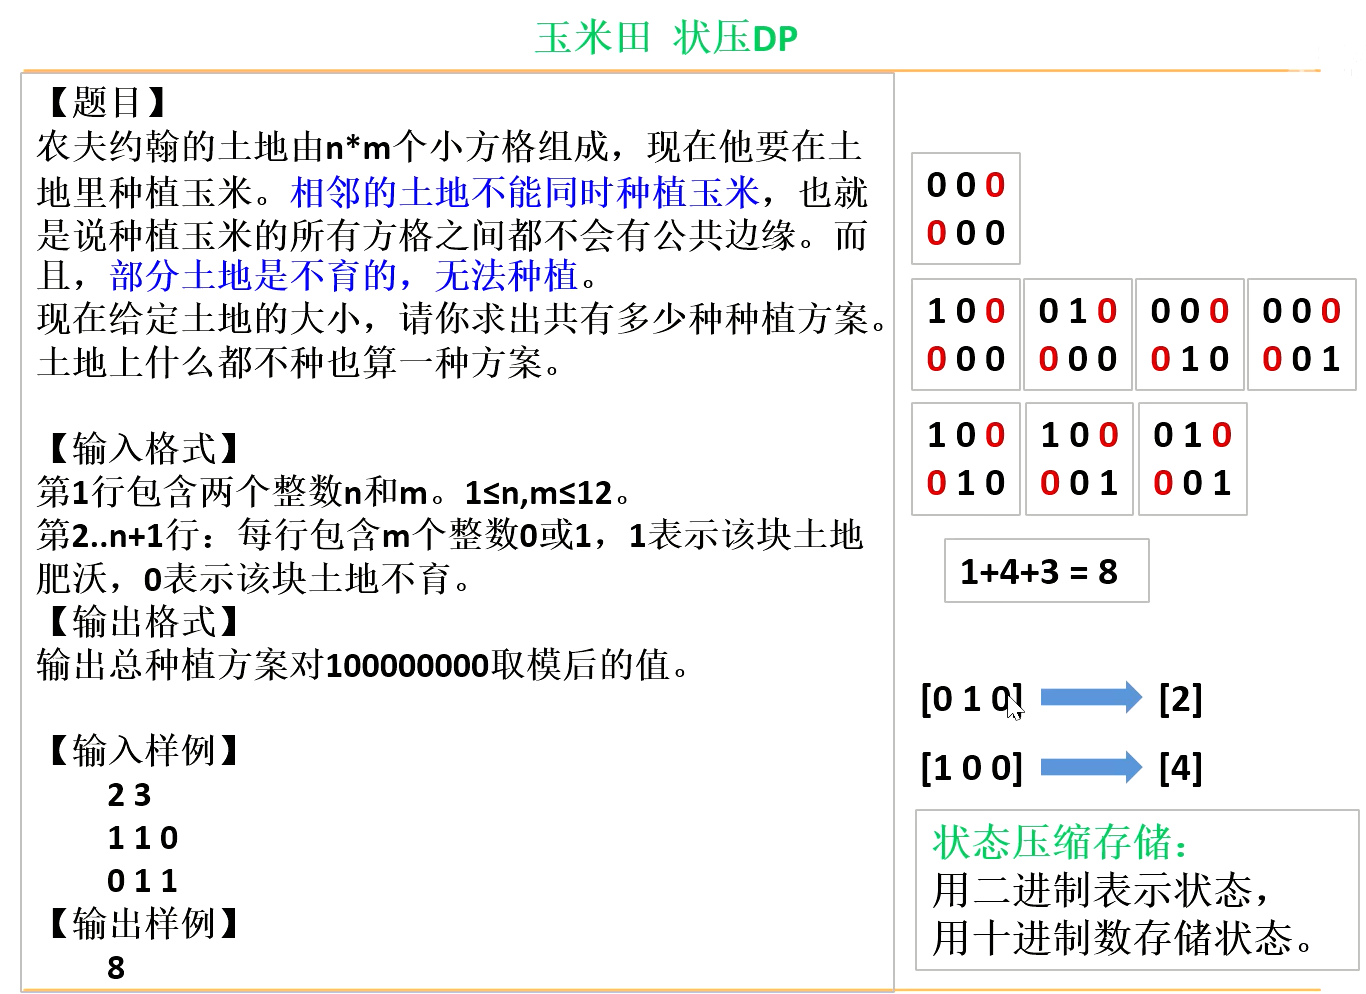 玉米田 状压DP
【题目】
农夫约翰的土地由n*m个小方格组成，现在他要在土
地里种植玉米。相邻的土地不能同时种植玉米，也就
是说种植玉米的所有方格之间都不会有公共边缘。而
且，部分土地是不育的，无法种植。
现在给定土地的大小，请你求出共有多少种种植方案。
土地上什么都不种也算一种方案。
【输入格式】
第1行包含两个整数n和m。1≤n,m≤12。
第2..n+1行：每行包含m个整数0或1，1表示该块土地
肥沃，0表示该块土地不育。
【输出格式】
输出总种植方案对100000000取模后的值。
【输入样例】
2 3
1 1 0
0 1 1
【输出样例】
8
0 0 0
0 0 0
1 0 0 0 1 0 0 0 0 0 0 0
0 0 0 0 0 0 0 1 0 0 0 1
1 0 0 1 0 0 0 1 0
0 1 0 0 0 1 0 0 1
1+4+3 = 8
[0 1 0] [2]
[1 0 0] [4]
状态压缩存储：
用二进制表示状态，
用十进制数存储状态。